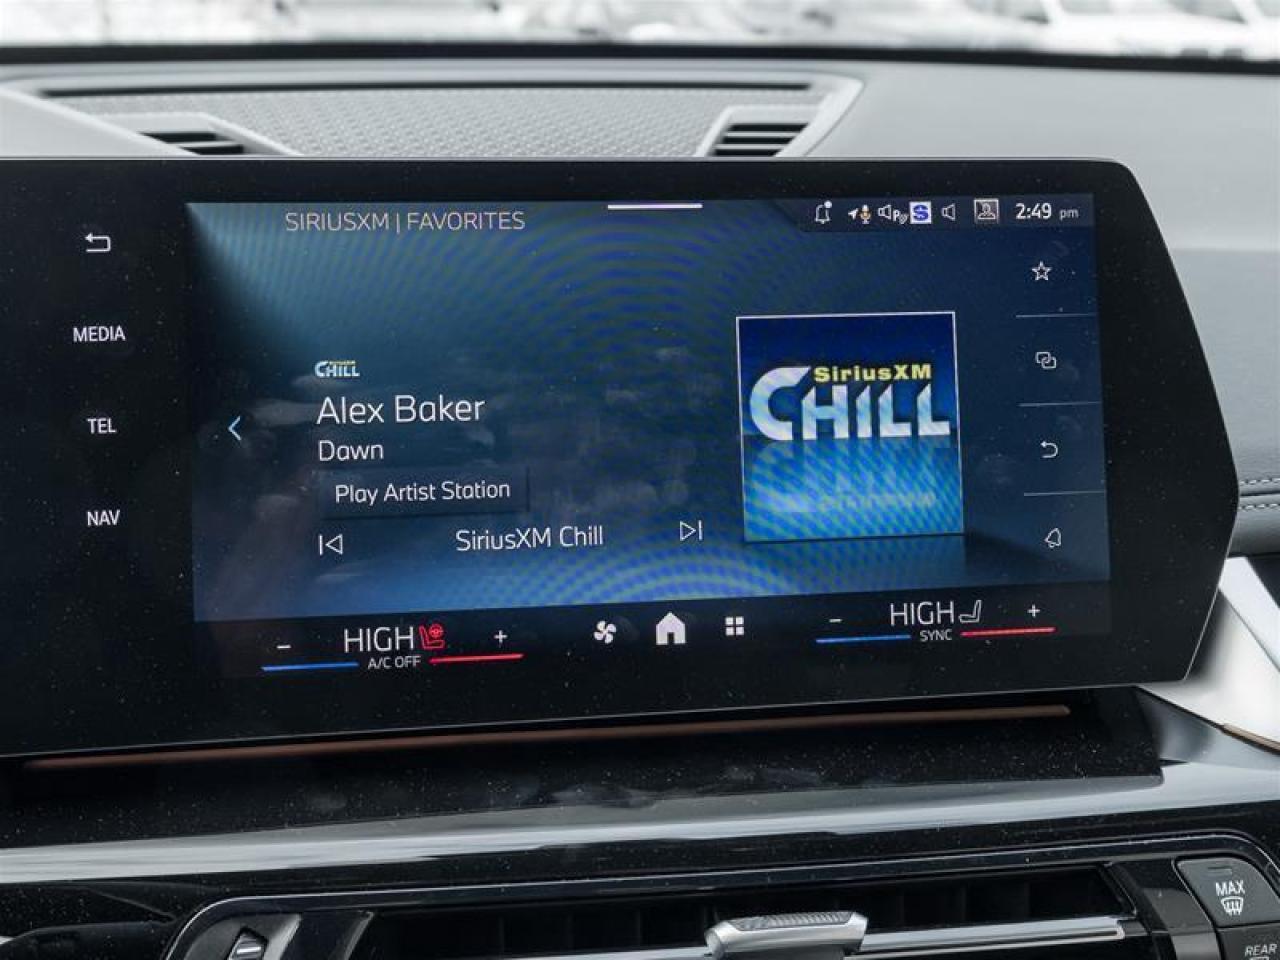 SIRIUSXM | FAVORITES
2:49 pm
MEDIA
TEL
NAV
SiriusXM
CHILL
Alex Baker
Dawn
Play Artist Station
SiriusXM Chill
SiriusXM
CHILL
- HIGH +
A/C OFF
- HIGH +
SYNC
MAX
REAR